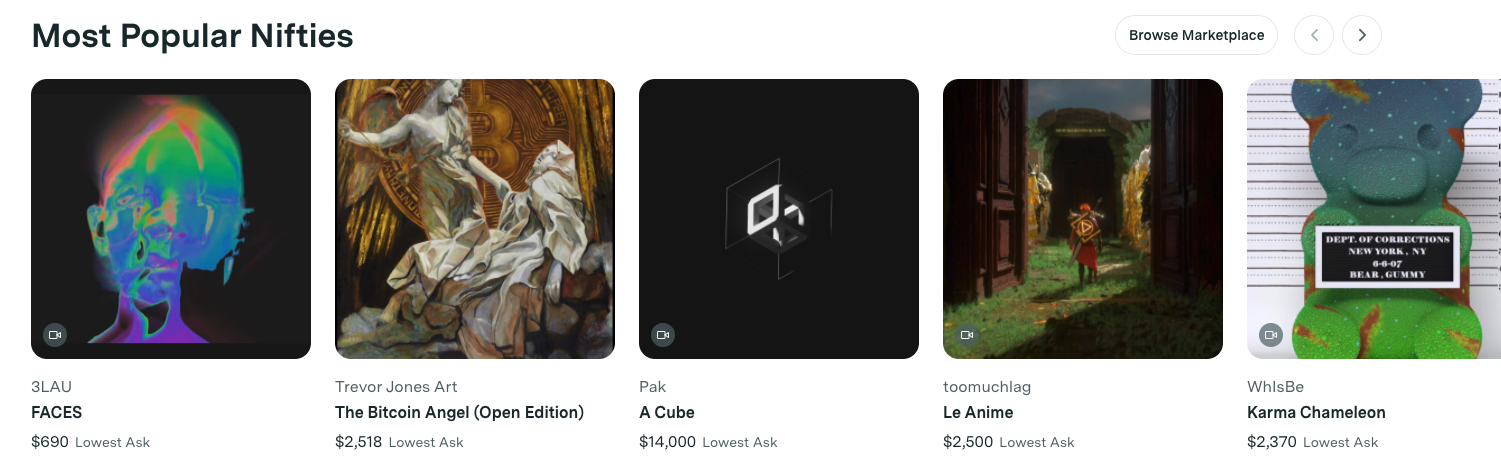 Most Popular Nifties
Browse Marketplace
3LAU
FACES
$690 Lowest Ask
Trevor Jones Art
The Bitcoin Angel (Open Edition)
$2,518 Lowest Ask
Pak
A Cube
$14,000 Lowest Ask
toomuchlag
Le Anime
$2,500 Lowest Ask
DEPT. OF CORRECTIONS
NEW YORK, NY
6-6-07
BEAR, GUMMY
WhIsBe
Karma Chameleon
$2,370 Lowest Ask